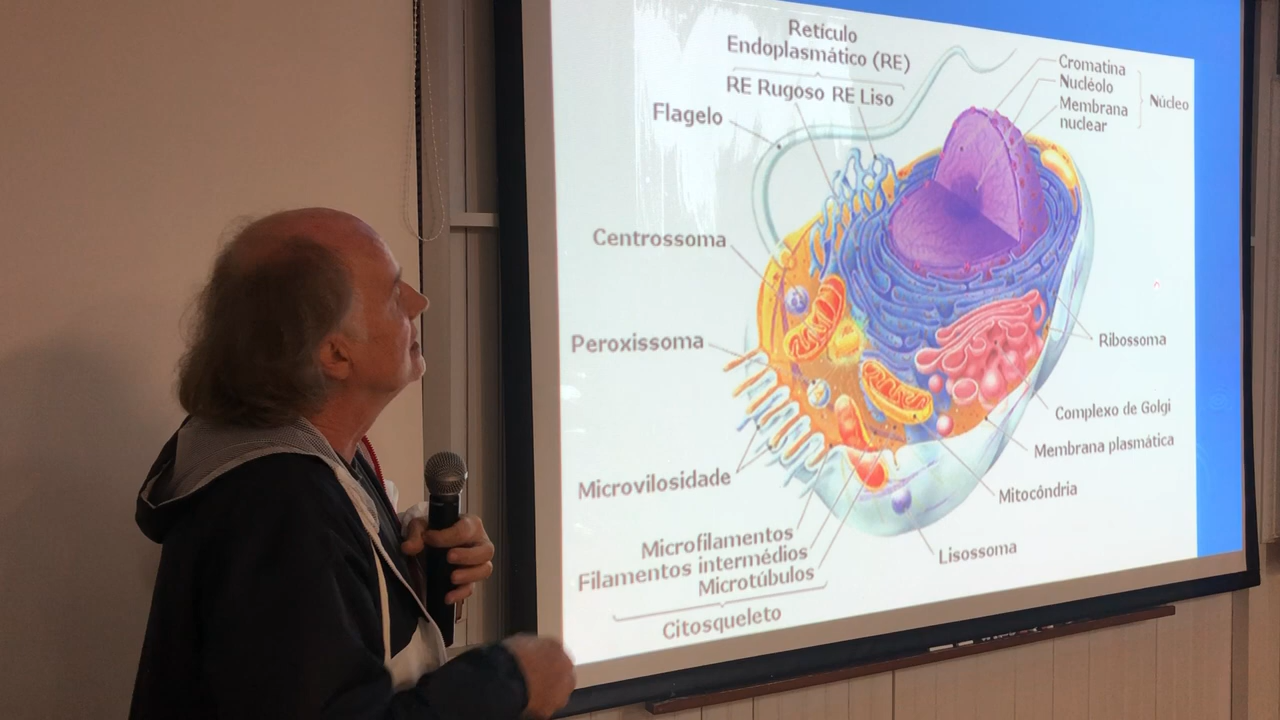 Retículo
Endoplasmático (RE)
RE Rugoso RE Liso
Flagelo
Cromatina
Nucléolo
Membrana
nuclear
Núcleo
Centrossoma
Peroxissoma
Ribossoma
Complexo de Golgi
Membrana plasmática
Microvilosidade
Mitocôndria
Microfilamentos
Filamentos intermédios
Microtúbulos
Lisossoma
Citosqueleto